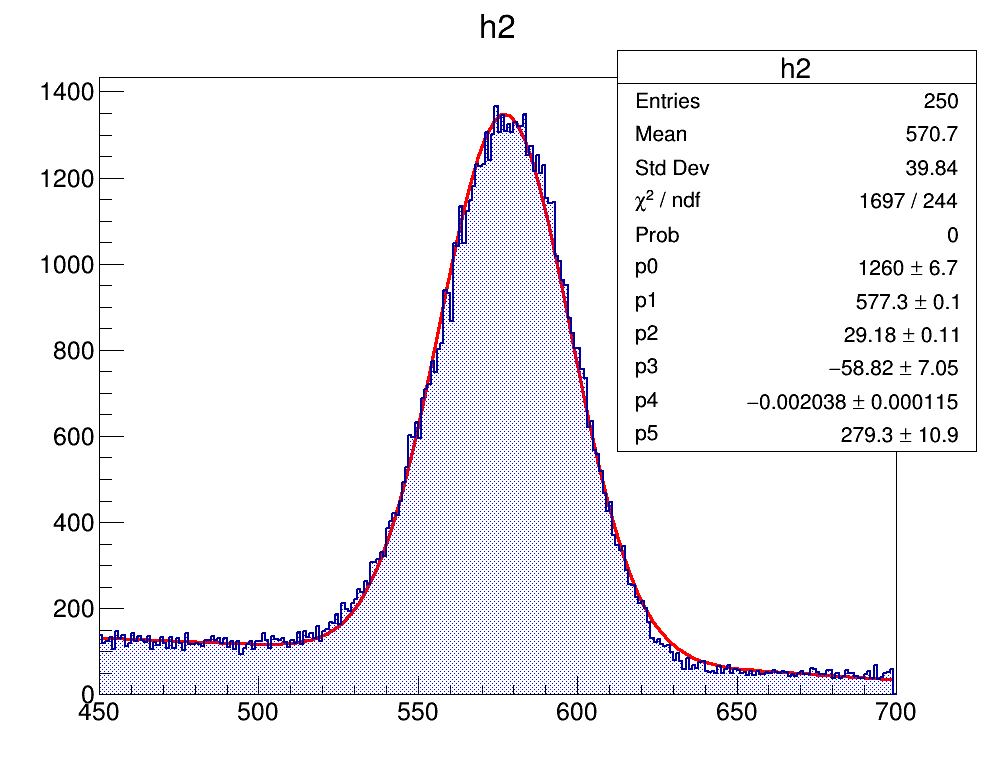 h2
h2
Entries 250
Mean 570.7
Std Dev 39.84
χ² / ndf 1697 / 244
Prob 0
p0 1260 ± 6.7
p1 577.3 ± 0.1
p2 29.18 ± 0.11
p3 −58.82 ± 7.05
p4 −0.002038 ± 0.000115
p5 279.3 ± 10.9
1400
1200
1000
800
600
400
200
0
450 500 550 600 650 700